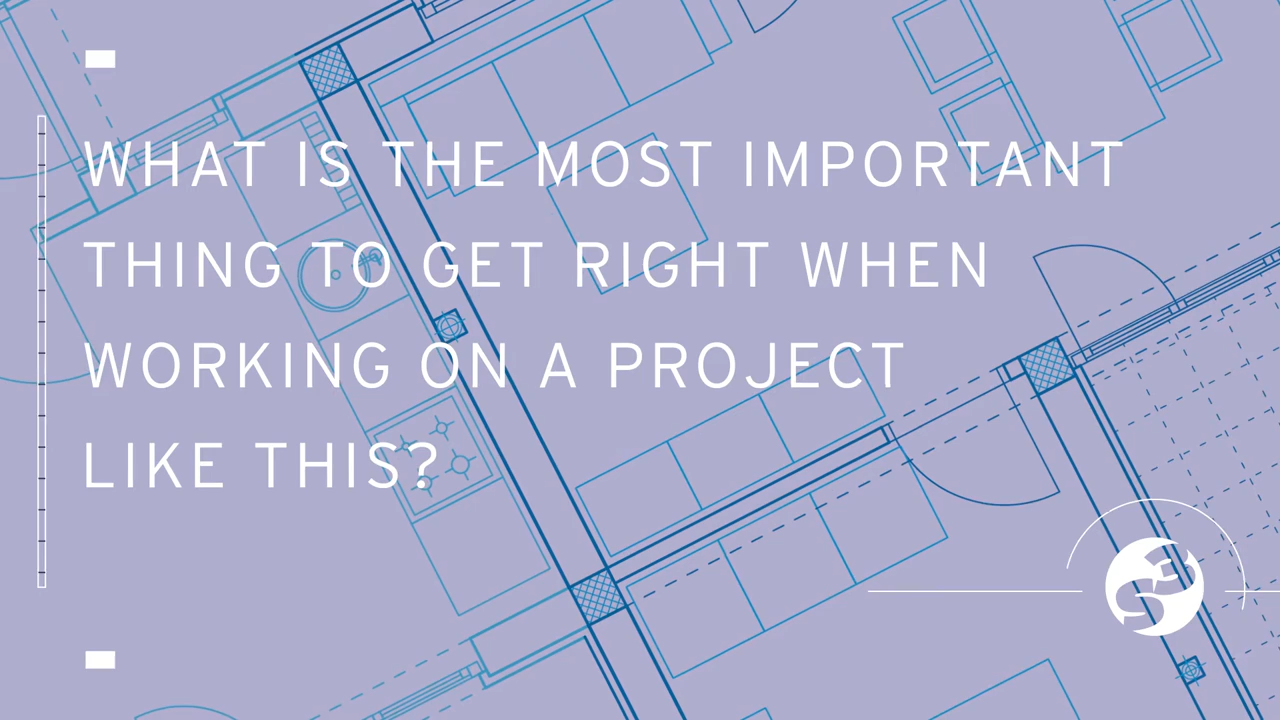 WHAT IS THE MOST IMPORTANT
THING TO GET RIGHT WHEN
WORKING ON A PROJECT
LIKE THIS?